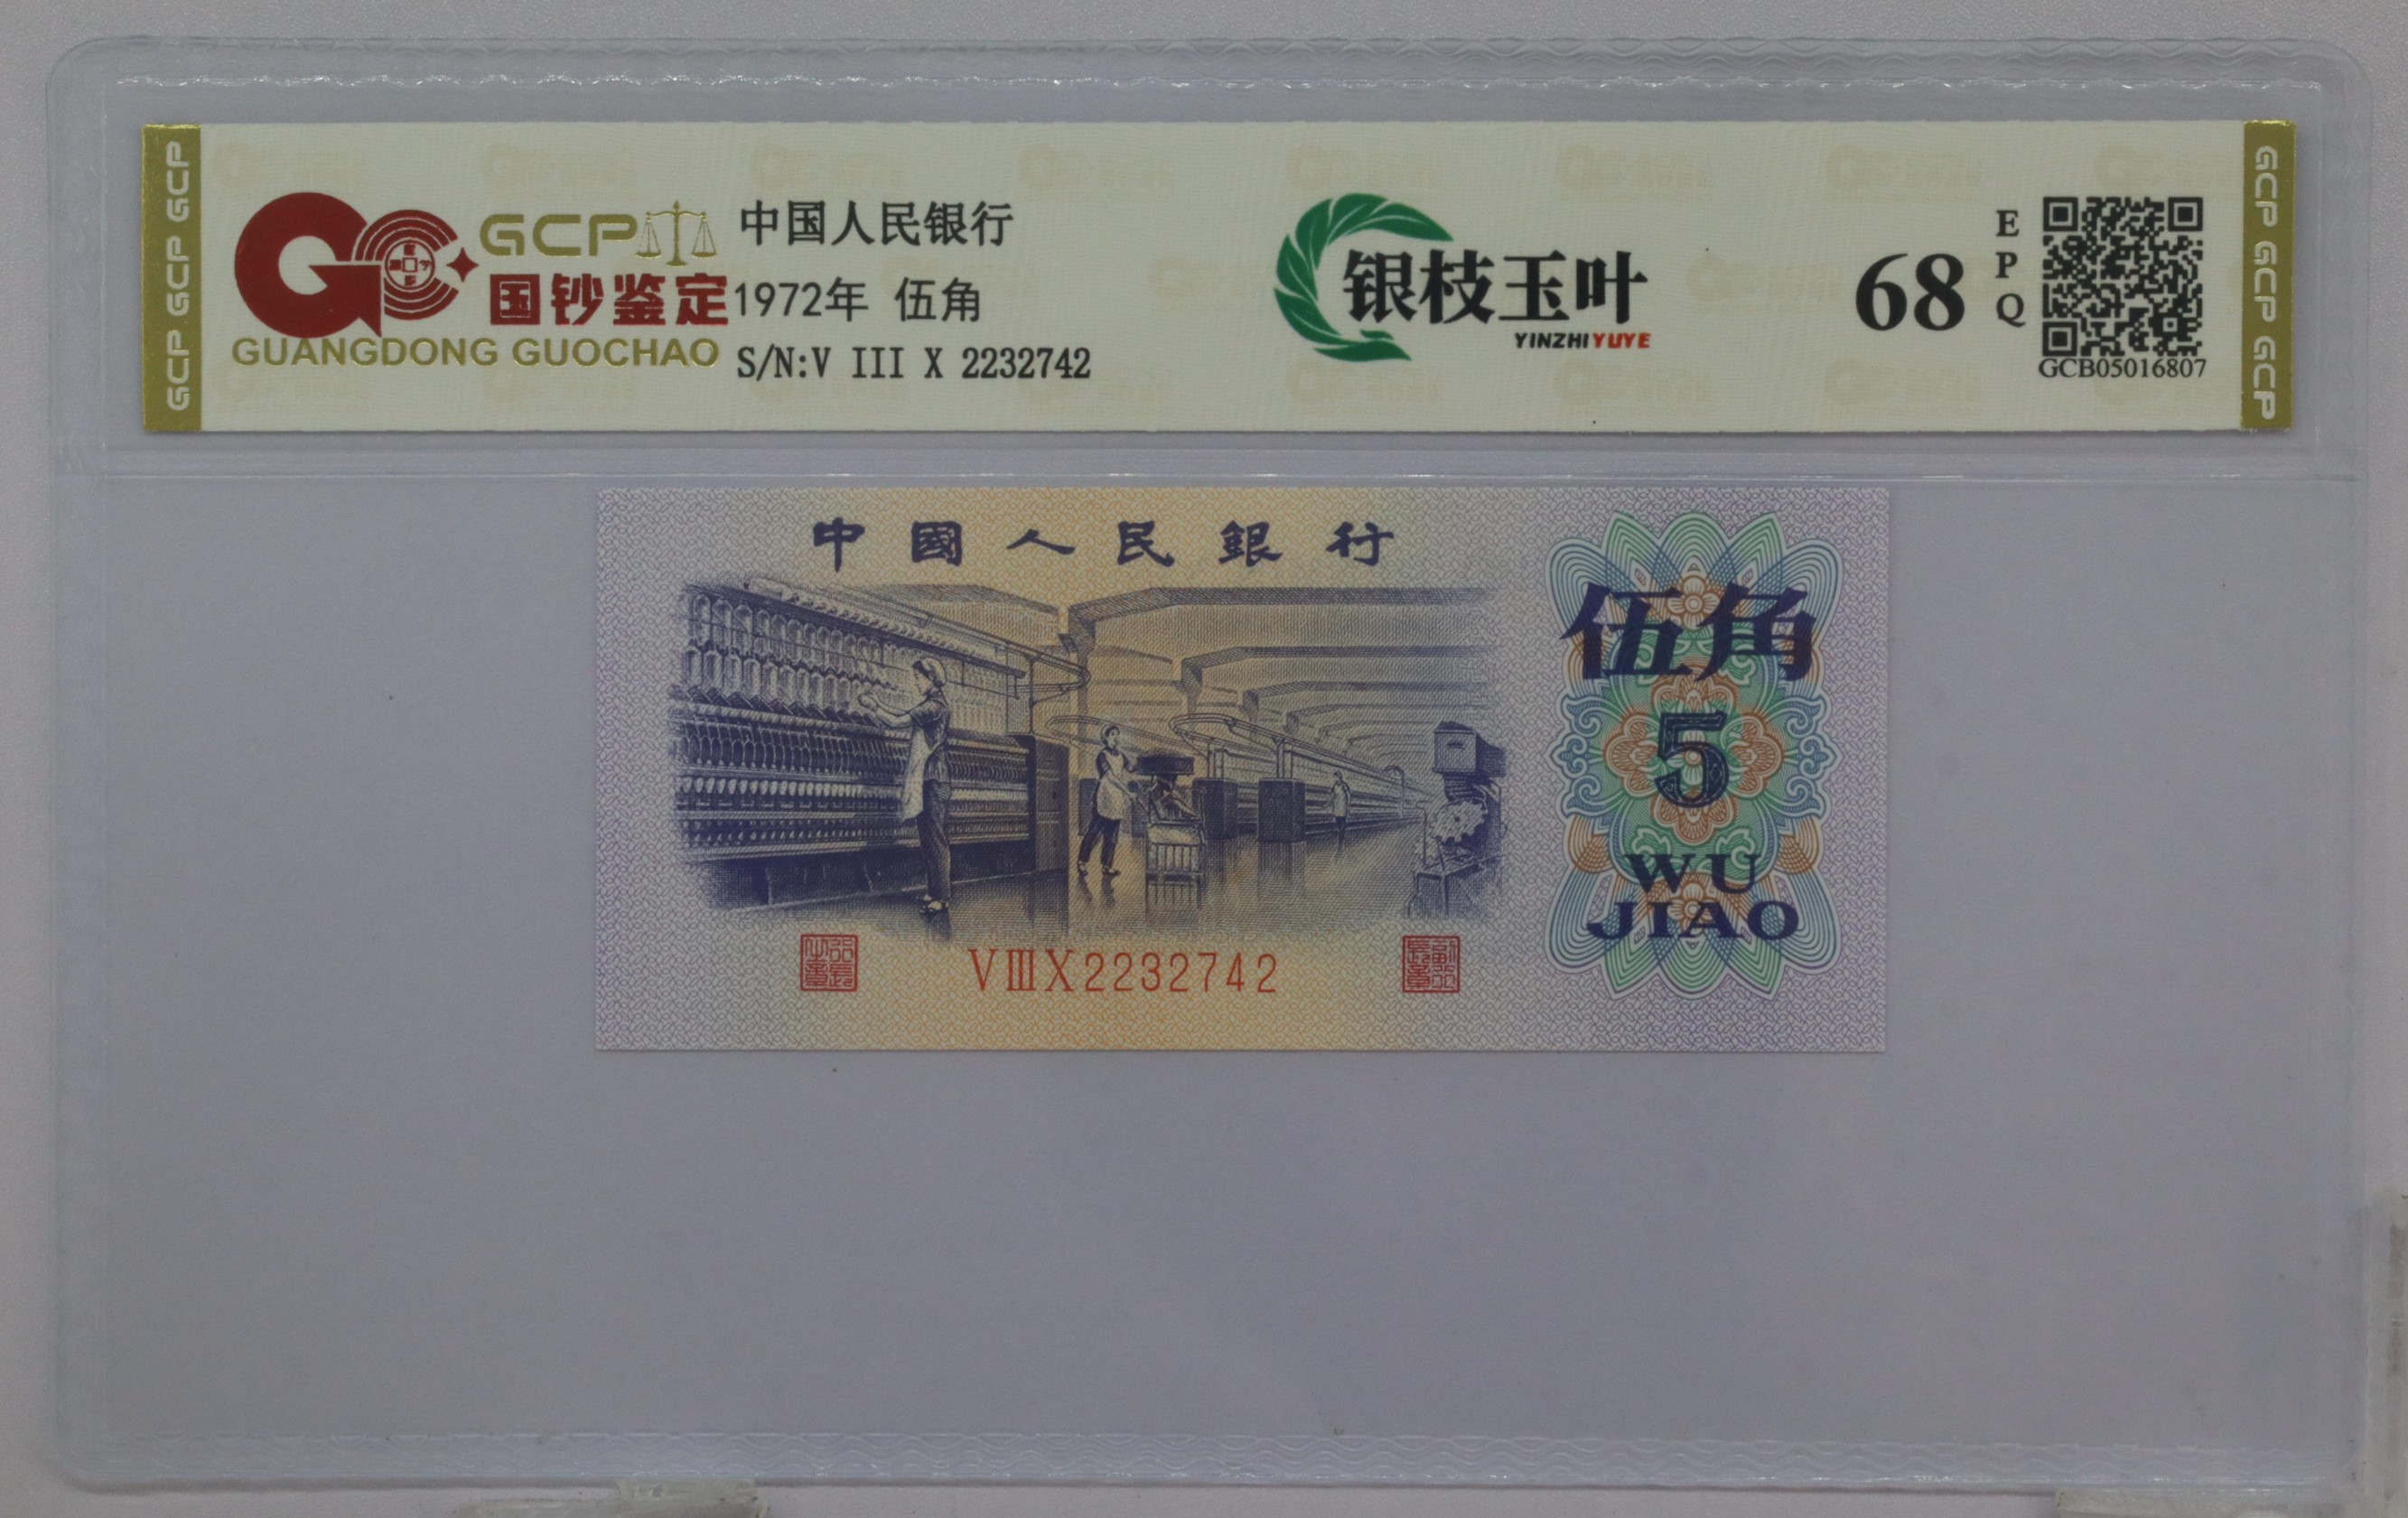 GCP GCP GCP
GCP
国钞鉴定
GUANGDONG GUOCHAO
中国人民银行
1972年 伍角
S/N:V III X 2232742
银枝玉叶
YINZHIYUYE
68
EPQ
GCB05016807
GCP GCP GCP
中國人民銀行
伍角
5
WU
JIAO
VⅢX2232742